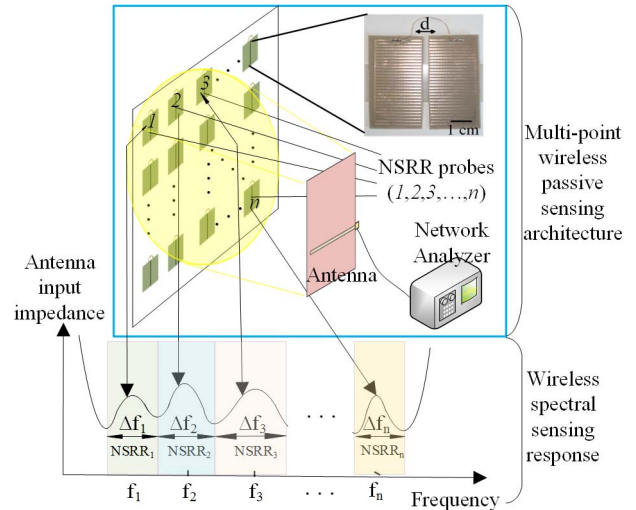 d
1 cm
1
2
3
n
NSRR probes
(1,2,3,…,n)
Antenna
Network
Analyzer
Multi-point
wireless
passive
sensing
architecture
Antenna
input
impedance
Δf1
Δf2
Δf3
. . .
Δfn
NSRR1
NSRR2
NSRR3
NSRRn
f1
f2
f3
. . .
fn
Frequency
Wireless
spectral
sensing
response